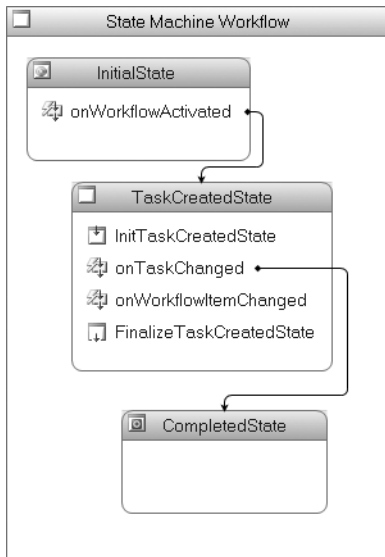 State Machine Workflow
InitialState
onWorkflowActivated
TaskCreatedState
InitTaskCreatedState
onTaskChanged
onWorkflowItemChanged
FinalizeTaskCreatedState
CompletedState